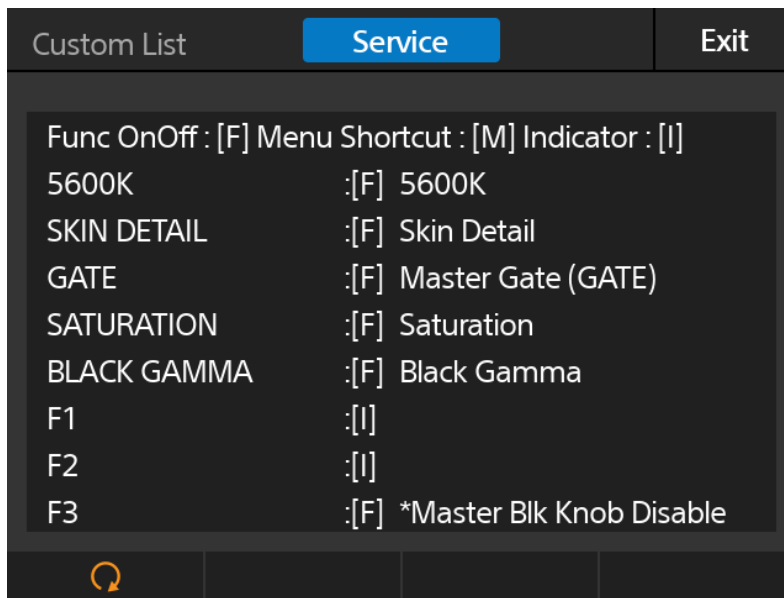 Custom List Service Exit
Func OnOff : [F] Menu Shortcut : [M] Indicator : [I]
5600K :[F] 5600K
SKIN DETAIL :[F] Skin Detail
GATE :[F] Master Gate (GATE)
SATURATION :[F] Saturation
BLACK GAMMA :[F] Black Gamma
F1 :[I]
F2 :[I]
F3 :[F] *Master Blk Knob Disable